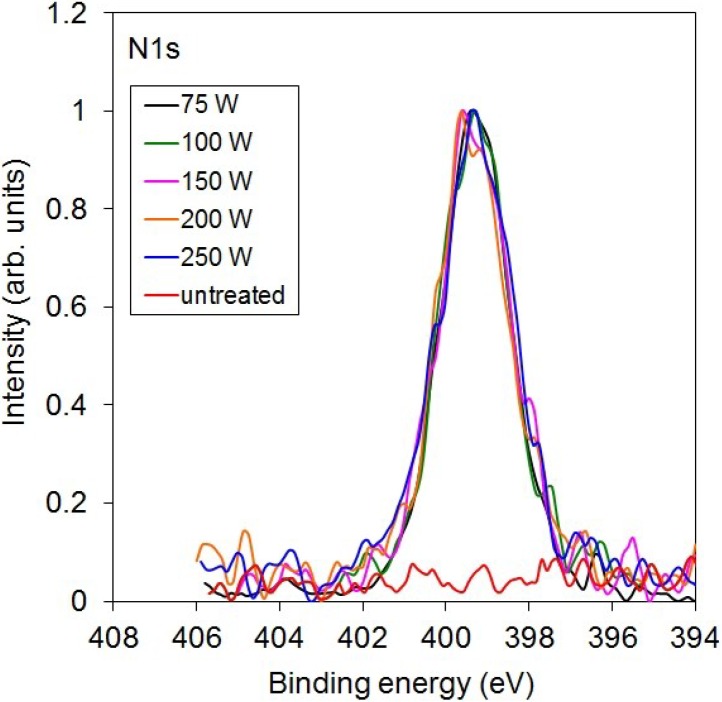 1.2
N1s
75 W
1
100 W
150 W
0.8
200 W
250 W
0.6
untreated
Intensity (arb. units)
0.4
0.2
0
408 406 404 402 400 398 396 394
Binding energy (eV)